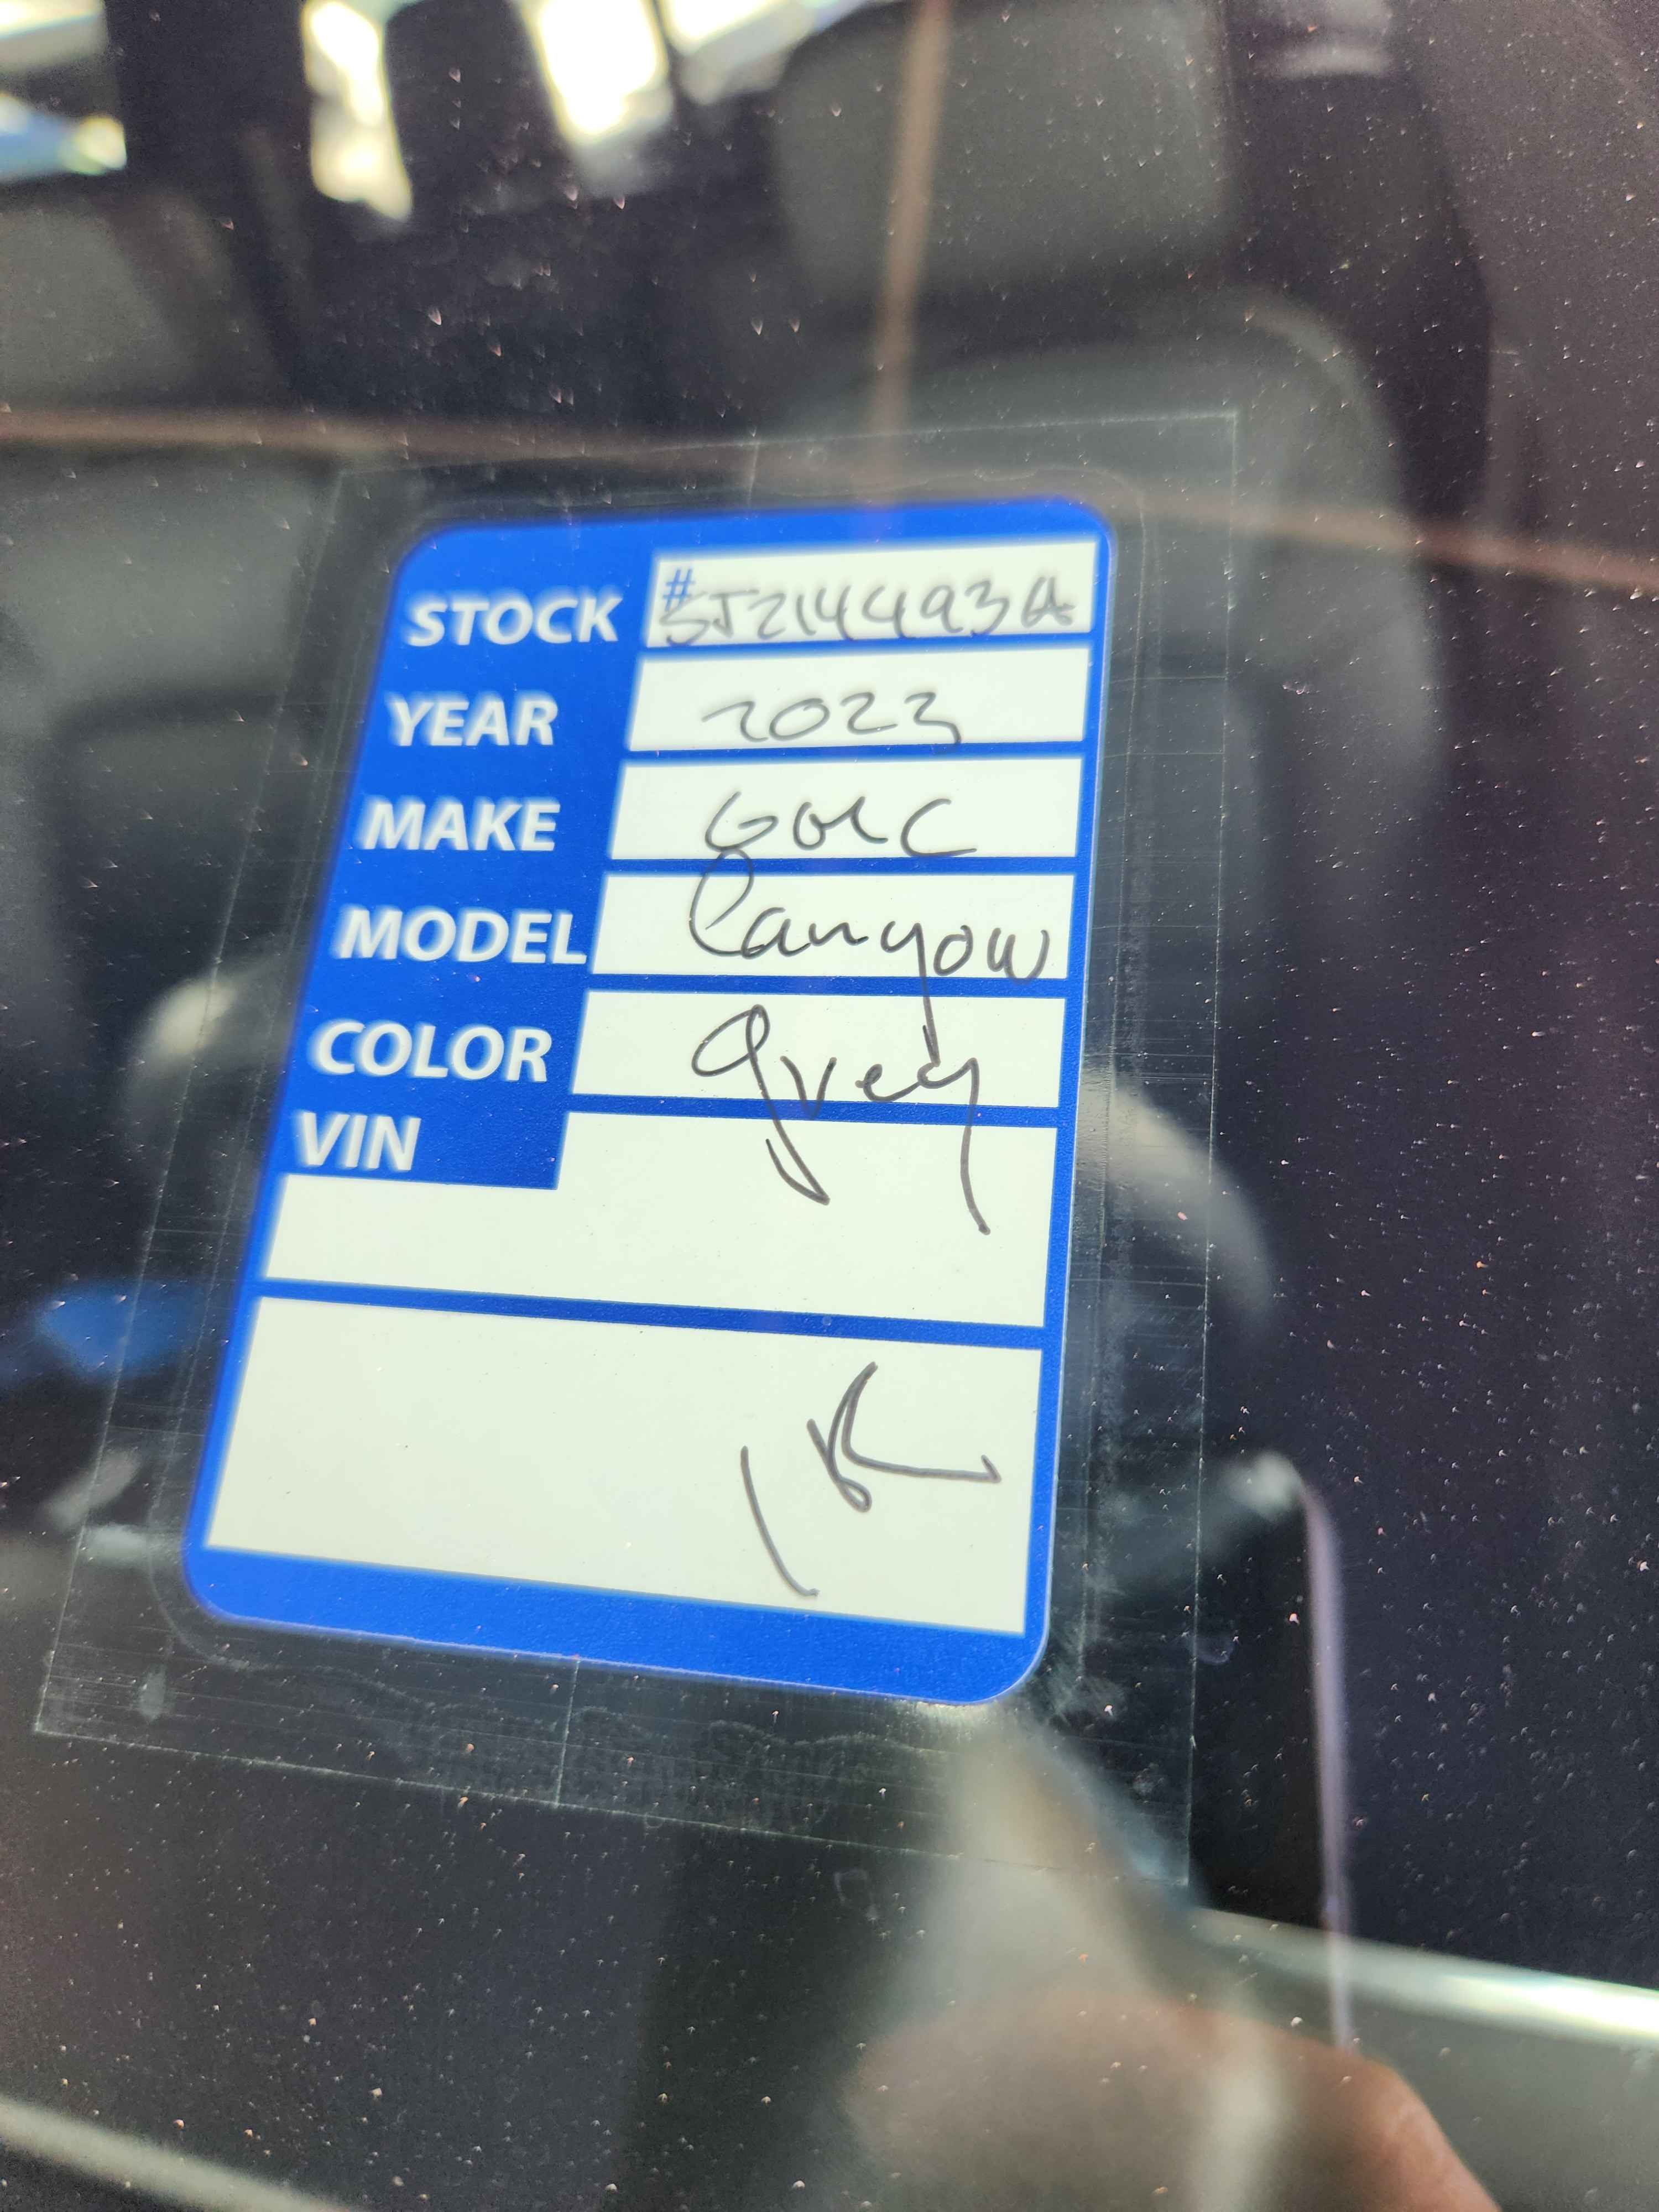 STOCK #SJ214493A
YEAR 2023
MAKE GMC
MODEL Canyon
COLOR grey
VIN